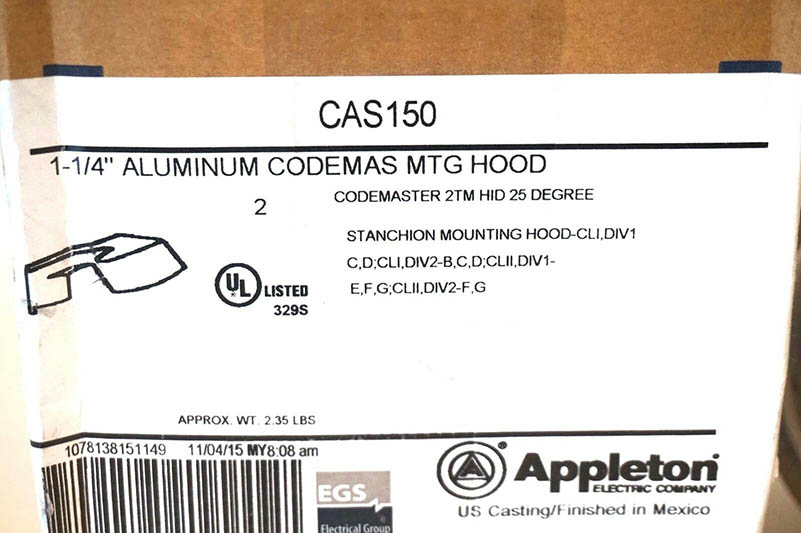 CAS150
1-1/4" ALUMINUM CODEMAS MTG HOOD
2
CODEMASTER 2TM HID 25 DEGREE
STANCHION MOUNTING HOOD-CLI,DIV1
C,D;CLI,DIV2-B,C,D;CLII,DIV1-
E,F,G;CLII,DIV2-F,G
UL LISTED
329S
APPROX. WT. 2.35 LBS
1078138151149 11/04/15 MY8:08 am
A® Appleton
ELECTRIC COMPANY
EGS
Electrical Group
US Casting/Finished in Mexico